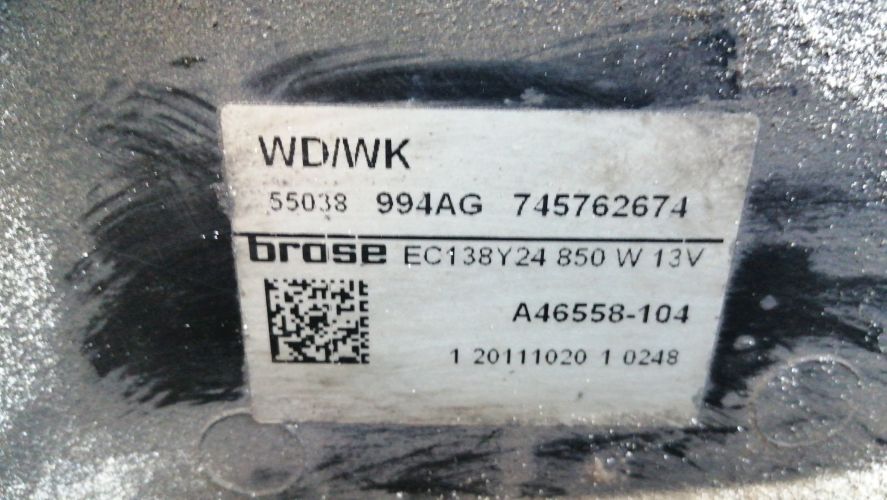 WD/WK
55038 994AG 745762674
brose EC138Y24 850 W 13V
A46558-104
1 20111020 1 0248